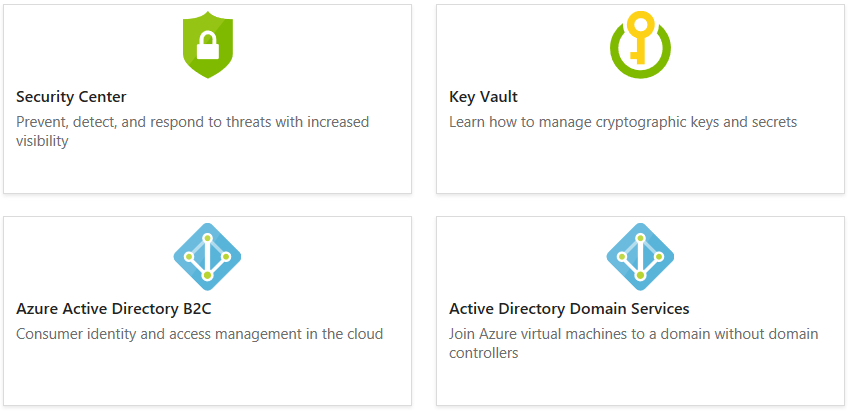 Security Center
Prevent, detect, and respond to threats with increased
visibility
Key Vault
Learn how to manage cryptographic keys and secrets
Azure Active Directory B2C
Consumer identity and access management in the cloud
Active Directory Domain Services
Join Azure virtual machines to a domain without domain
controllers